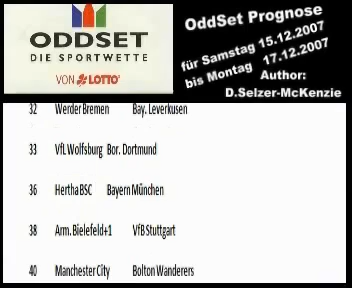 ODDSET
DIE SPORTWETTE
VON LOTTO
OddSet Prognose
für Samstag 15.12.2007
bis Montag 17.12.2007
Author:
D.Selzer-McKenzie
32 Werder Bremen Bay. Leverkusen
33 VfL Wolfsburg Bor. Dortmund
36 Hertha BSC Bayern München
38 Arm. Bielefeld+1 VfB Stuttgart
40 Manchester City Bolton Wanderers